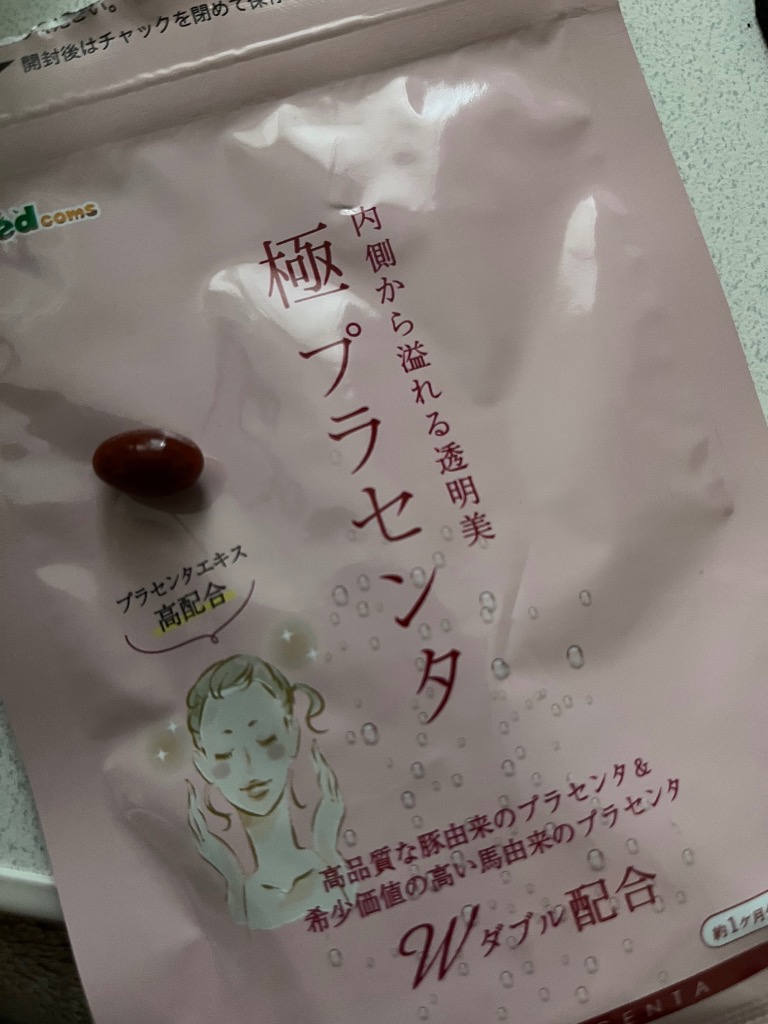 開封後はチャックを閉めて保存
ed coms
内側から溢れる透明美
極プラセンタ
プラセンタエキス
高配合
高品質な豚由来のプラセンタ&
希少価値の高い馬由来のプラセンタ
Wダブル配合
約1ヶ月分
ENTA